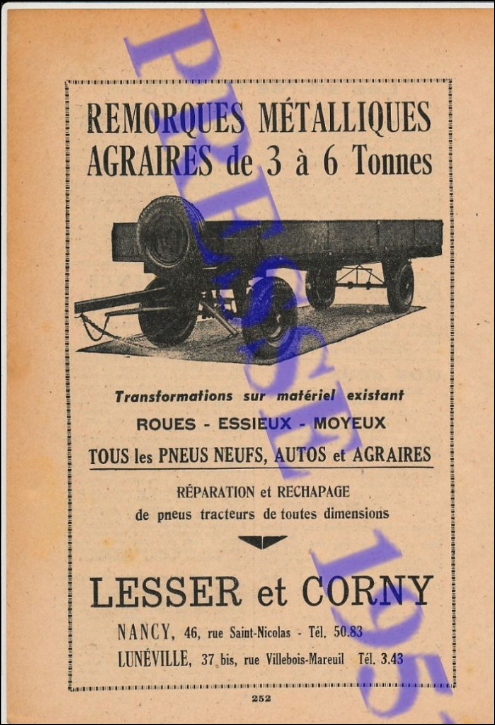 REMORQUES MÉTALLIQUES
AGRAIRES de 3 à 6 Tonnes
Transformations sur matériel existant
ROUES - ESSIEUX - MOYEUX
TOUS les PNEUS NEUFS, AUTOS et AGRAIRES
RÉPARATION et RECHAPAGE
de pneus tracteurs de toutes dimensions
LESSER et CORNY
NANCY, 46, rue Saint-Nicolas - Tél. 50.83
LUNÉVILLE, 37 bis, rue Villebois-Mareuil Tél. 3.43
252
PRESSE 195